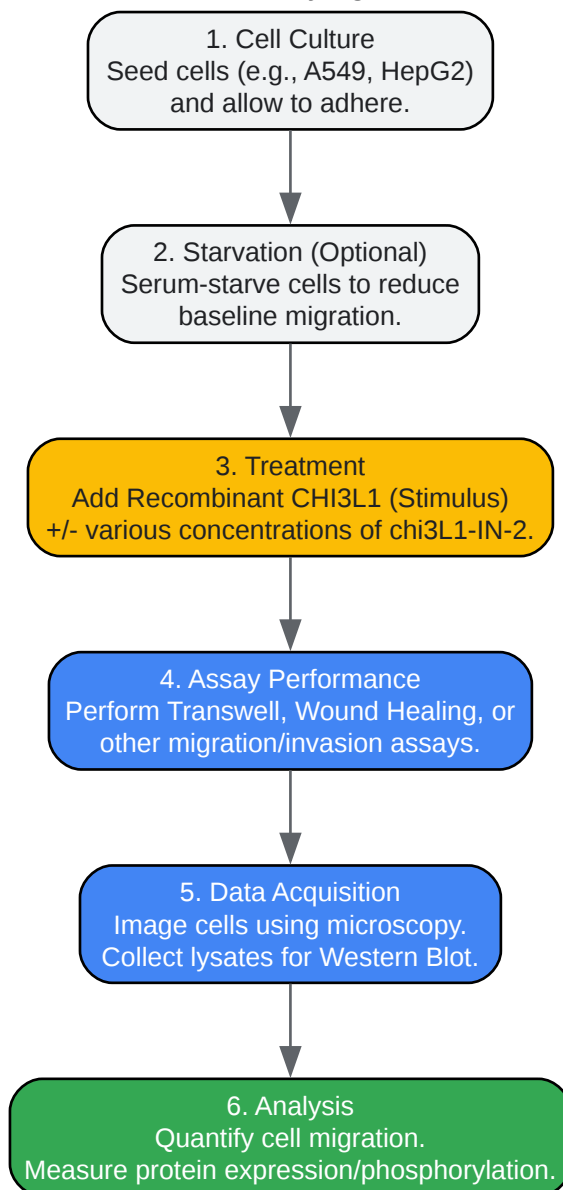 1. Cell Culture
Seed cells (e.g., A549, HepG2)
and allow to adhere.
2. Starvation (Optional)
Serum-starve cells to reduce
baseline migration.
3. Treatment
Add Recombinant CHI3L1 (Stimulus)
+/- various concentrations of chi3L1-IN-2.
4. Assay Performance
Perform Transwell, Wound Healing, or
other migration/invasion assays.
5. Data Acquisition
Image cells using microscopy.
Collect lysates for Western Blot.
6. Analysis
Quantify cell migration.
Measure protein expression/phosphorylation.